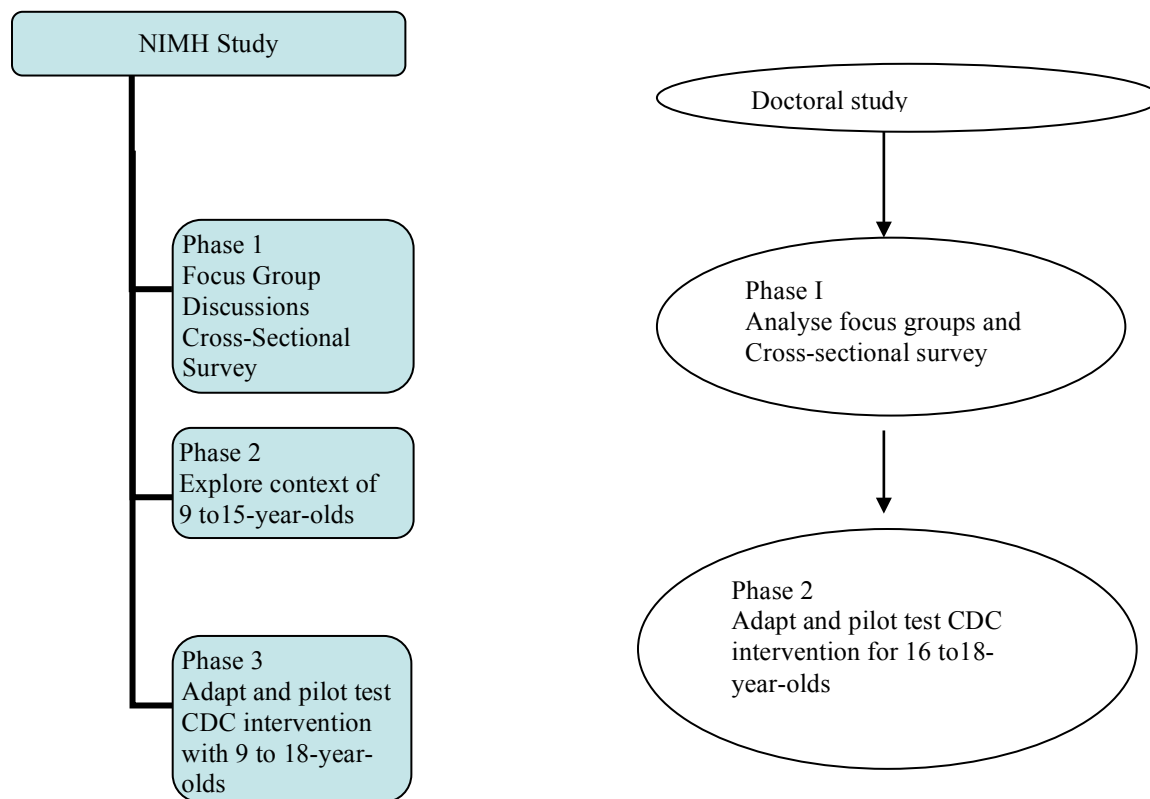 NIMH Study
Phase 1
Focus Group
Discussions
Cross-Sectional
Survey
Phase 2
Explore context of
9 to15-year-olds
Phase 3
Adapt and pilot test
CDC intervention
with 9 to 18-year-
olds
Doctoral study
Phase I
Analyse focus groups and
Cross-sectional survey
Phase 2
Adapt and pilot test CDC
intervention for 16 to18-
year-olds